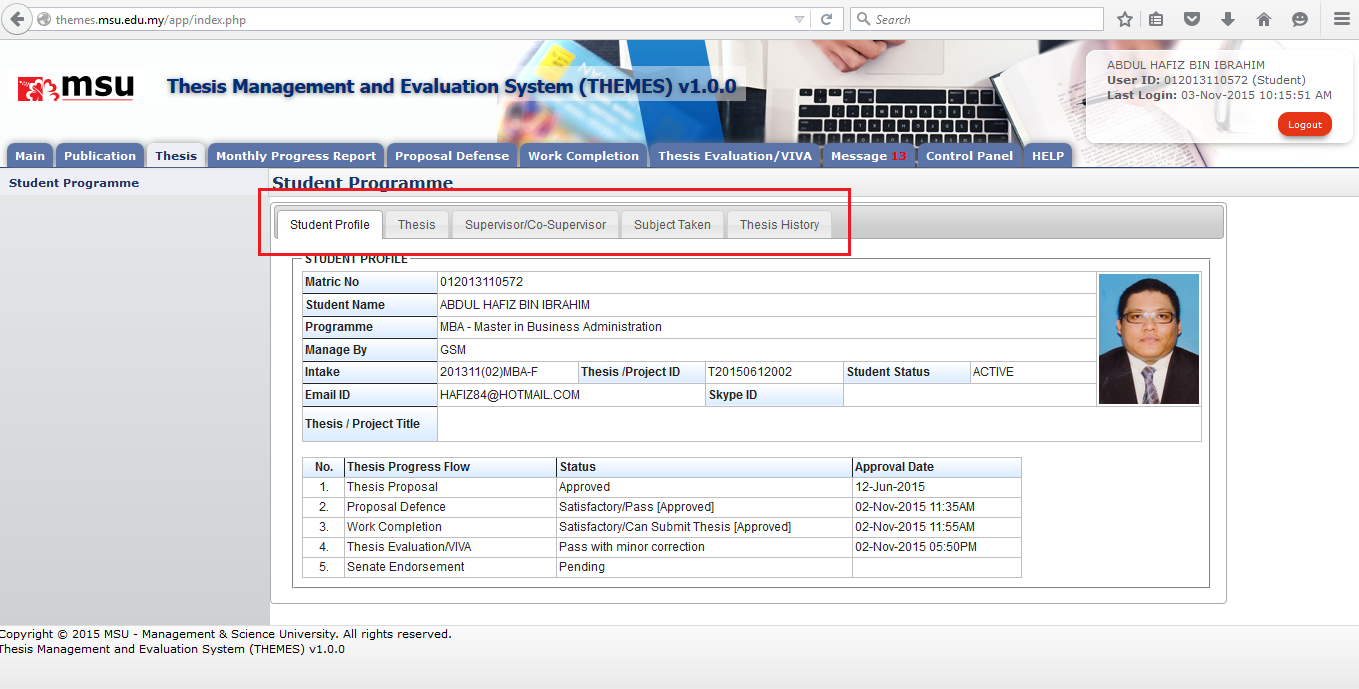 themes.msu.edu.my/app/index.php
Search
msu
Thesis Management and Evaluation System (THEMES) v1.0.0
ABDUL HAFIZ BIN IBRAHIM
User ID: 012013110572 (Student)
Last Login: 03-Nov-2015 10:15:51 AM
Logout
Main Publication Thesis Monthly Progress Report Proposal Defense Work Completion Thesis Evaluation/VIVA Message 13 Control Panel HELP
Student Programme
Student Programme
Student Profile Thesis Supervisor/Co-Supervisor Subject Taken Thesis History
STUDENT PROFILE
Matric No 012013110572
Student Name ABDUL HAFIZ BIN IBRAHIM
Programme MBA - Master in Business Administration
Manage By GSM
Intake 201311(02)MBA-F Thesis /Project ID T20150612002 Student Status ACTIVE
Email ID HAFIZ84@HOTMAIL.COM Skype ID
Thesis / Project Title
No. Thesis Progress Flow Status Approval Date
1. Thesis Proposal Approved 12-Jun-2015
2. Proposal Defence Satisfactory/Pass [Approved] 02-Nov-2015 11:35AM
3. Work Completion Satisfactory/Can Submit Thesis [Approved] 02-Nov-2015 11:55AM
4. Thesis Evaluation/VIVA Pass with minor correction 02-Nov-2015 05:50PM
5. Senate Endorsement Pending
Copyright © 2015 MSU - Management & Science University. All rights reserved.
Thesis Management and Evaluation System (THEMES) v1.0.0